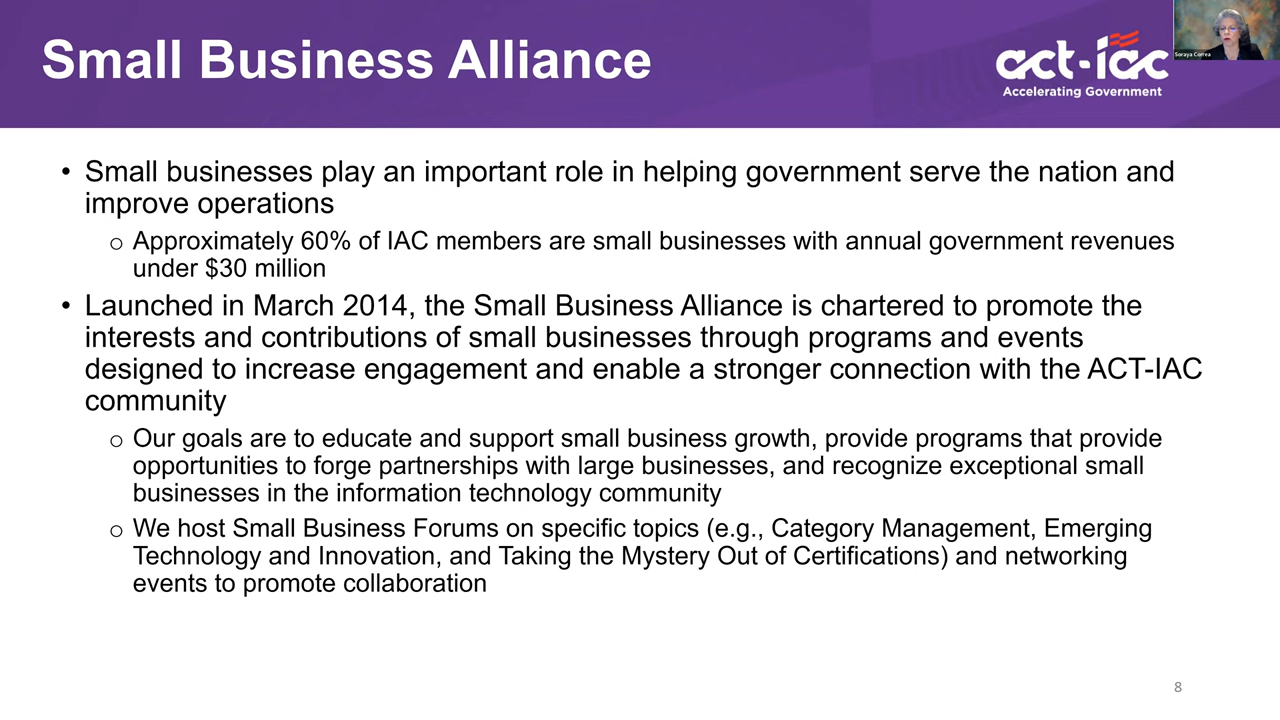 Small Business Alliance
act-iac
Accelerating Government
Soraya Correa
• Small businesses play an important role in helping government serve the nation and
improve operations
o Approximately 60% of IAC members are small businesses with annual government revenues
under $30 million
• Launched in March 2014, the Small Business Alliance is chartered to promote the
interests and contributions of small businesses through programs and events
designed to increase engagement and enable a stronger connection with the ACT-IAC
community
o Our goals are to educate and support small business growth, provide programs that provide
opportunities to forge partnerships with large businesses, and recognize exceptional small
businesses in the information technology community
o We host Small Business Forums on specific topics (e.g., Category Management, Emerging
Technology and Innovation, and Taking the Mystery Out of Certifications) and networking
events to promote collaboration
8